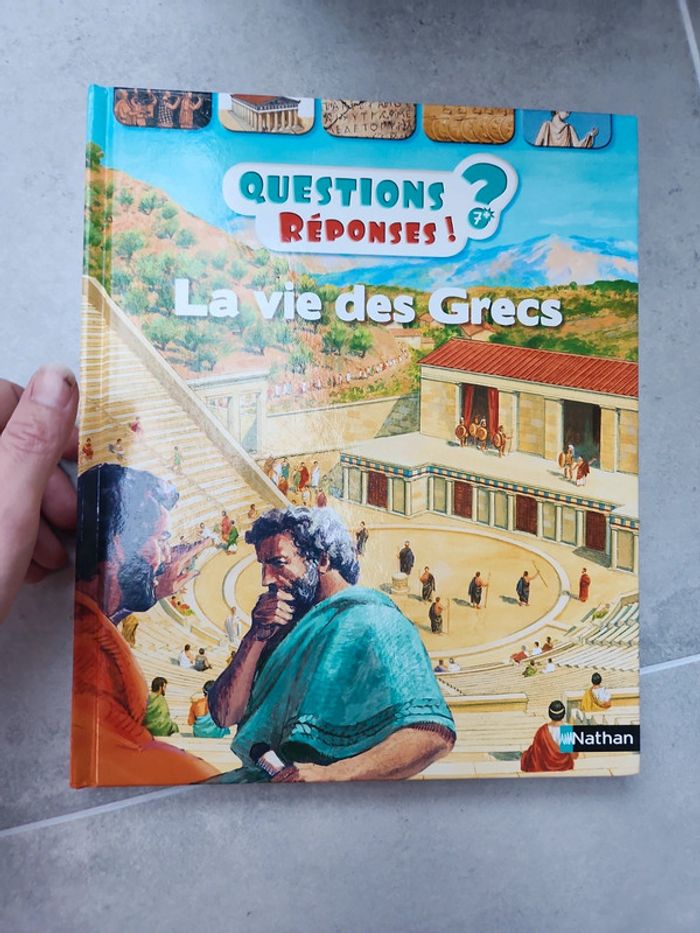 QUESTIONS ?
RÉPONSES !
7+
La vie des Grecs
Nathan